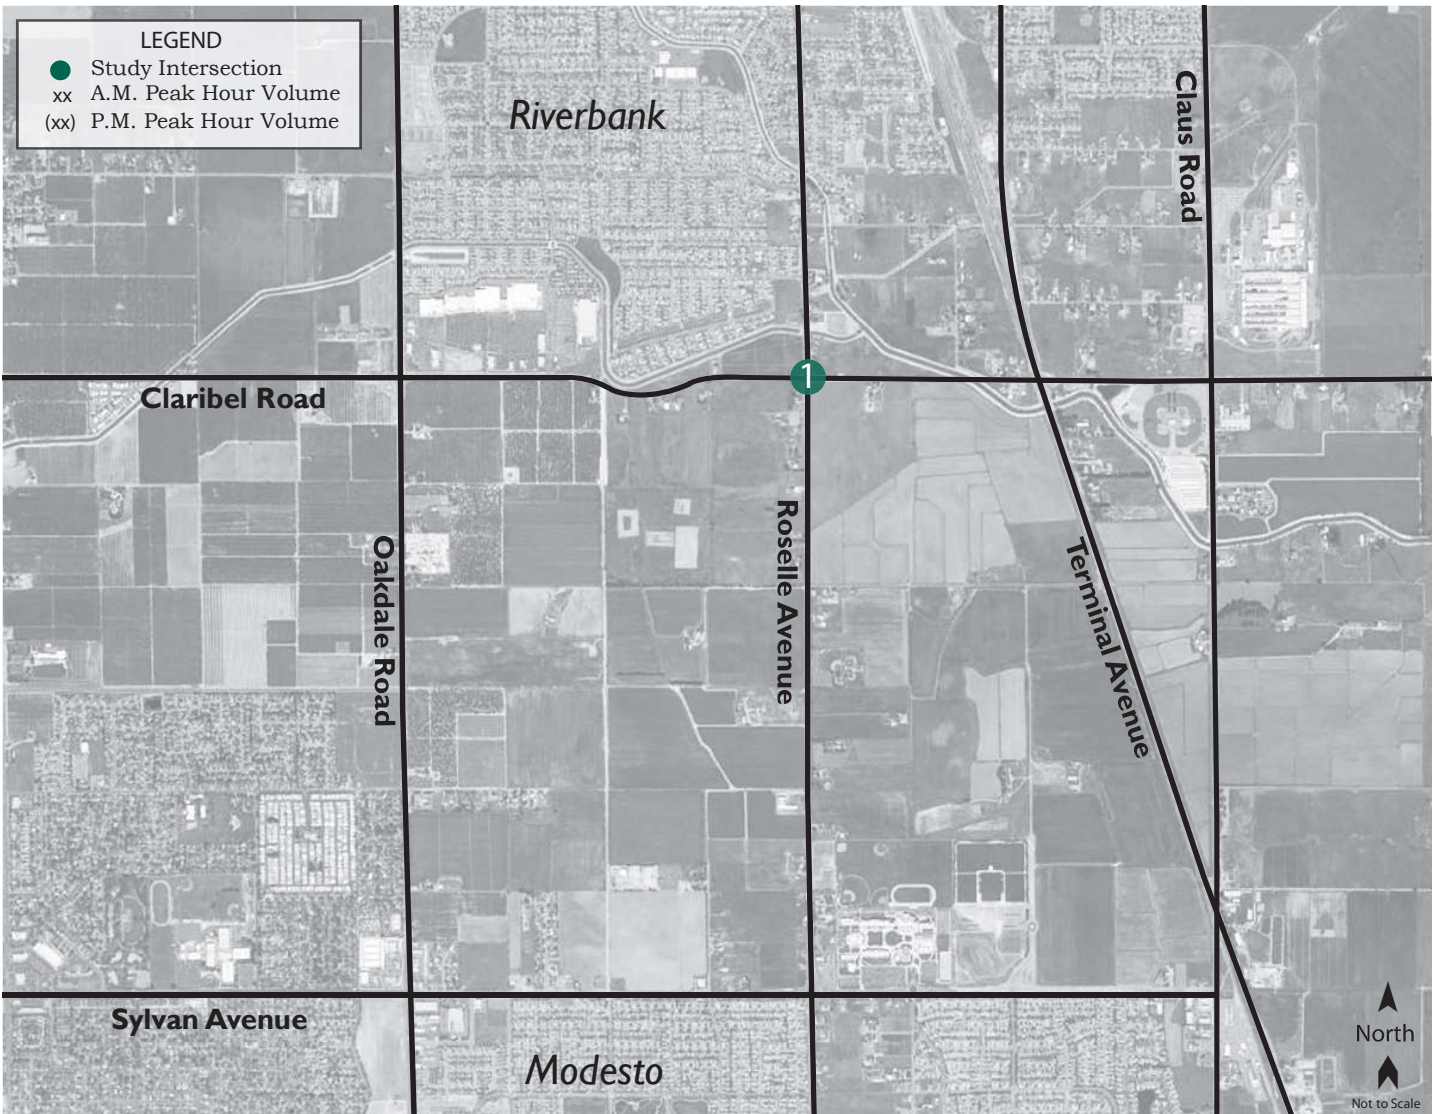 LEGEND
Study Intersection
xx A.M. Peak Hour Volume
(xx) P.M. Peak Hour Volume
Riverbank
Claus Road
1
Claribel Road
Roselle Avenue
Oakdale Road
Terminal Avenue
Sylvan Avenue
North
Modesto
Not to Scale